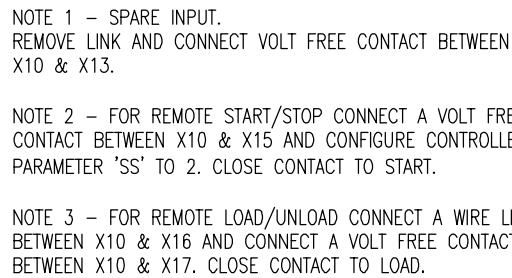 NOTE 1 – SPARE INPUT.
REMOVE LINK AND CONNECT VOLT FREE CONTACT BETWEEN
X10 & X13.
NOTE 2 – FOR REMOTE START/STOP CONNECT A VOLT FRE
CONTACT BETWEEN X10 & X15 AND CONFIGURE CONTROLLE
PARAMETER 'SS' TO 2. CLOSE CONTACT TO START.
NOTE 3 – FOR REMOTE LOAD/UNLOAD CONNECT A WIRE LI
BETWEEN X10 & X16 AND CONNECT A VOLT FREE CONTACT
BETWEEN X10 & X17. CLOSE CONTACT TO LOAD.